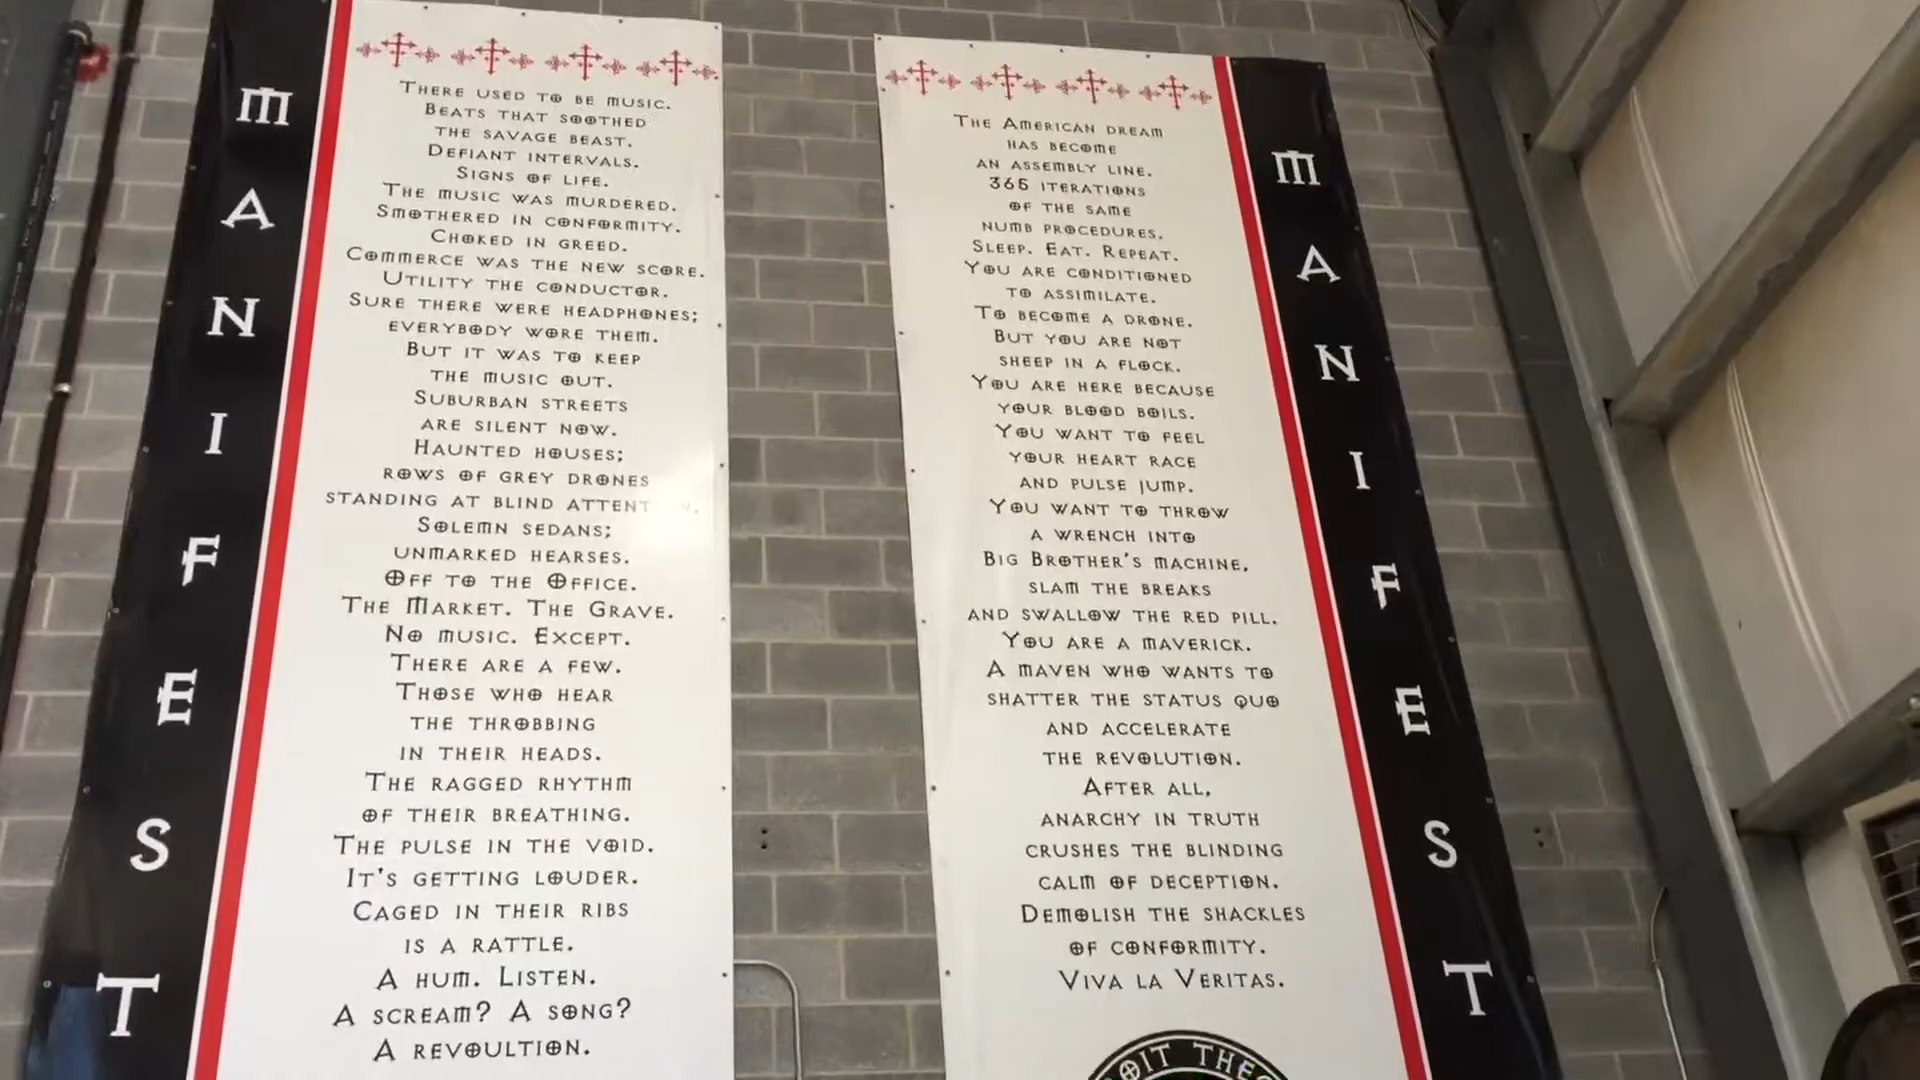 MANIFEST
THERE USED TO BE MUSIC.
BEATS THAT SOOTHED
THE SAVAGE BEAST.
DEFIANT INTERVALS.
SIGNS OF LIFE.
THE MUSIC WAS MURDERED.
SMOTHERED IN CONFORMITY.
CHOKED IN GREED.
COMMERCE WAS THE NEW SCORE.
UTILITY THE CONDUCTOR.
SURE THERE WERE HEADPHONES;
EVERYBODY WORE THEM.
BUT IT WAS TO KEEP
THE MUSIC OUT.
SUBURBAN STREETS
ARE SILENT NOW.
HAUNTED HOUSES;
ROWS OF GREY DRONES
STANDING AT BLIND
SOLEMN SEDANS;
UNMARKED HEARSES.
OFF TO THE OFFICE.
THE MARKET. THE GRAVE.
NO MUSIC. EXCEPT.
THERE ARE A FEW.
THOSE WHO HEAR
THE THROBBING
IN THEIR HEADS.
THE RAGGED RHYTHM
OF THEIR BREATHING.
THE PULSE IN THE VOID.
IT'S GETTING LOUDER.
CAGED IN THEIR RIBS
IS A RATTLE.
A HUM. LISTEN.
A SCREAM? A SONG?
A REVOULTION.
THE AMERICAN DREAM
HAS BECOME
AN ASSEMBLY LINE.
365 ITERATIONS
OF THE SAME
NUMB PROCEDURES.
SLEEP. EAT. REPEAT.
YOU ARE CONDITIONED
TO ASSIMILATE.
TO BECOME A DRONE.
BUT YOU ARE NOT
SHEEP IN A FLOCK.
YOU ARE HERE BECAUSE
YOUR BLOOD BOILS.
YOU WANT TO FEEL
YOUR HEART RACE
AND PULSE JUMP.
YOU WANT TO THROW
A WRENCH INTO
BIG BROTHER'S MACHINE,
SLAM THE BREAKS
AND SWALLOW THE RED PILL.
YOU ARE A MAVERICK.
A MAVEN WHO WANTS TO
SHATTER THE STATUS QUO
AND ACCELERATE
THE REVOLUTION.
AFTER ALL,
ANARCHY IN TRUTH
CRUSHES THE BLINDING
CALM OF DECEPTION.
DEMOLISH THE SHACKLES
OF CONFORMITY.
VIVA LA VERITAS.
MANIFEST